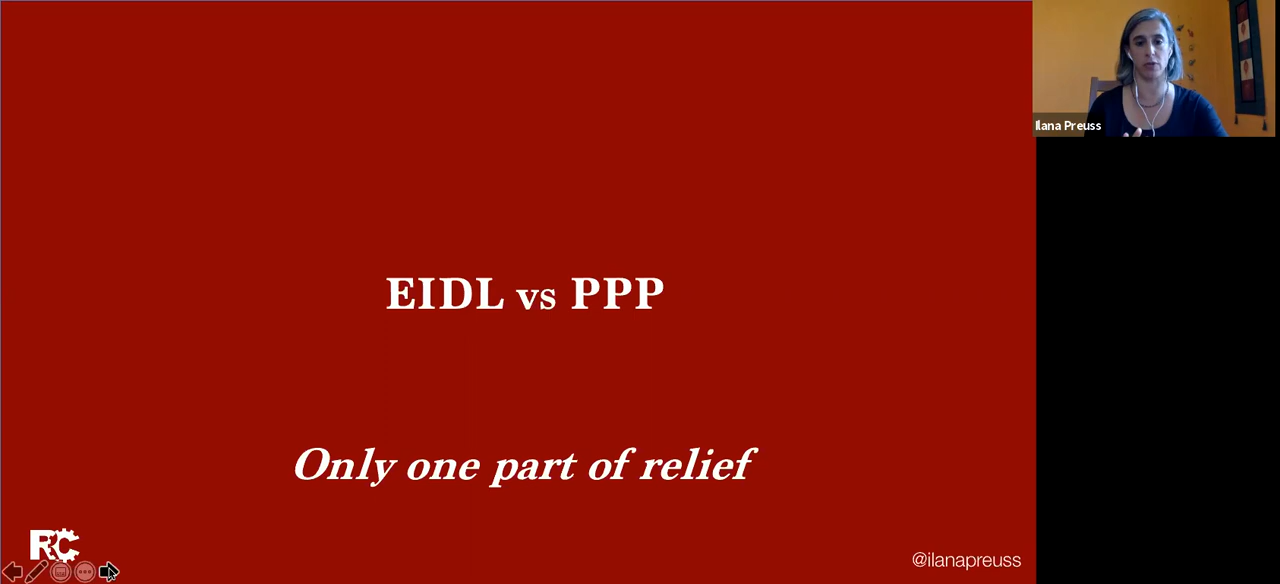 EIDL vs PPP
Only one part of relief
RC
@ilanapreuss
Ilana Preuss